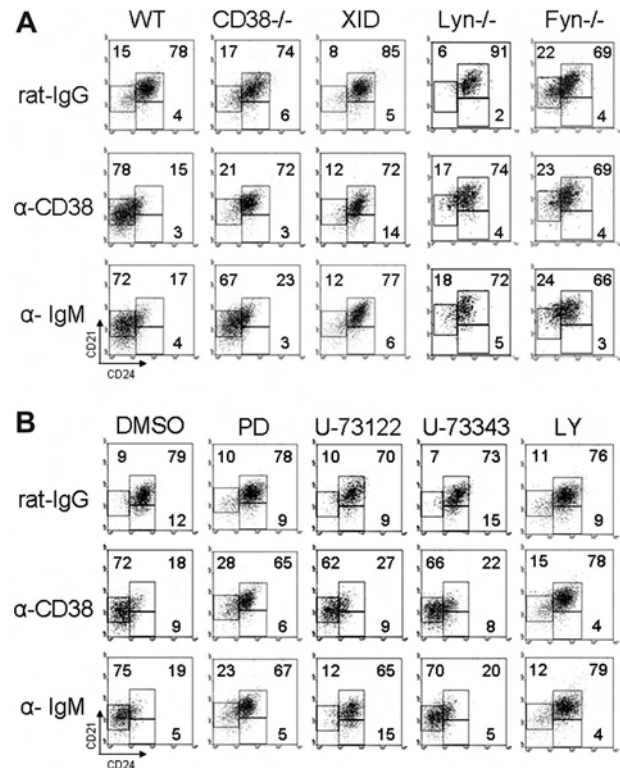 A
WT CD38-/- XID Lyn-/- Fyn-/-
rat-IgG
15 78 17 74 8 85 6 91 22 69
4 6 5 2 4
α-CD38
78 15 21 72 12 72 17 74 23 69
3 3 14 4 4
α- IgM
72 17 67 23 12 77 18 72 24 66
4 3 6 5 3
CD21
CD24
B
DMSO PD U-73122 U-73343 LY
rat-IgG
9 79 10 78 10 70 7 73 11 76
12 9 9 15 9
α-CD38
72 18 28 65 62 27 66 22 15 78
9 6 9 8 4
α- IgM
75 19 23 67 12 65 70 20 12 79
5 5 15 5 4
CD21
CD24